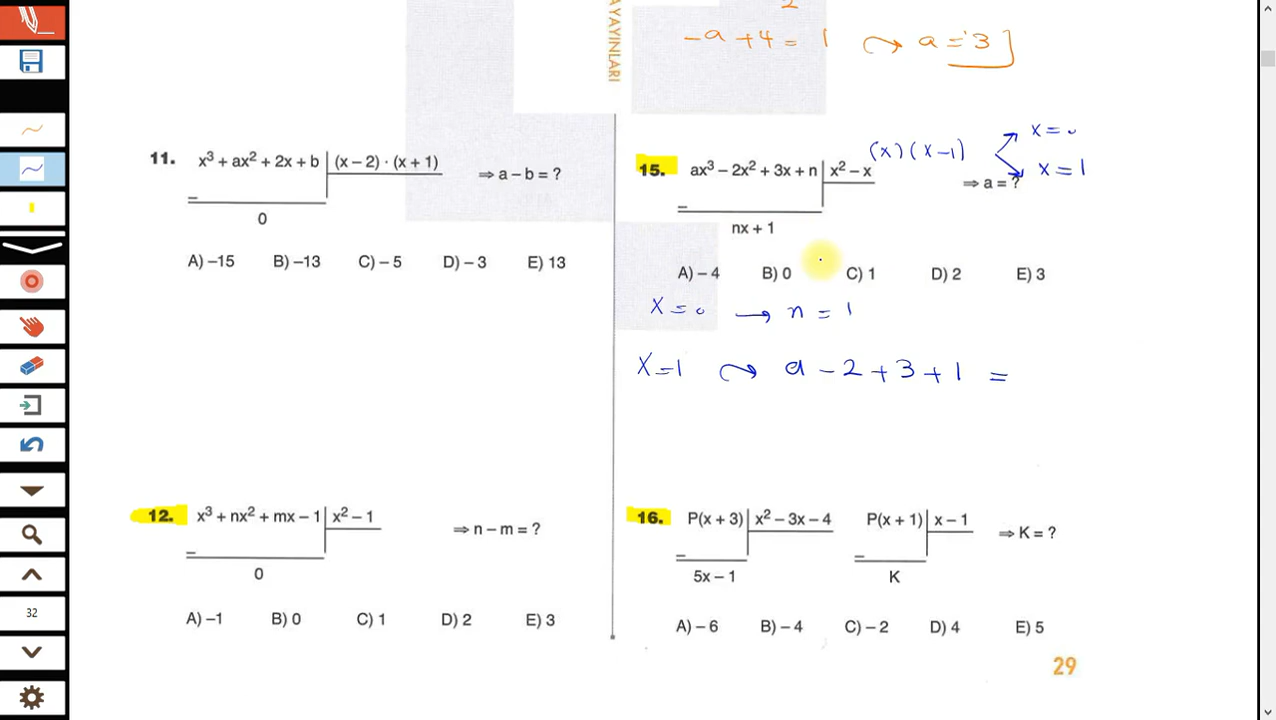 A YAYINLARI
2
-a + 4 = 1 ⤳ a = 3
11. x³ + ax² + 2x + b | (x – 2) · (x + 1) ⇒ a – b = ?
0
A) –15 B) –13 C) – 5 D) – 3 E) 13
12. x³ + nx² + mx – 1 | x² – 1 ⇒ n – m = ?
0
A) –1 B) 0 C) 1 D) 2 E) 3
(x) (x-1) x = 0
x = 1
15. ax³ – 2x² + 3x + n | x² – x ⇒ a = ?
nx + 1
A) – 4 B) 0 C) 1 D) 2 E) 3
x = 0 → n = 1
x = 1 ⤳ a - 2 + 3 + 1 =
16. P(x + 3) | x² – 3x – 4 P(x + 1) | x – 1 ⇒ K = ?
5x – 1 K
A) – 6 B) – 4 C) – 2 D) 4 E) 5
29
32